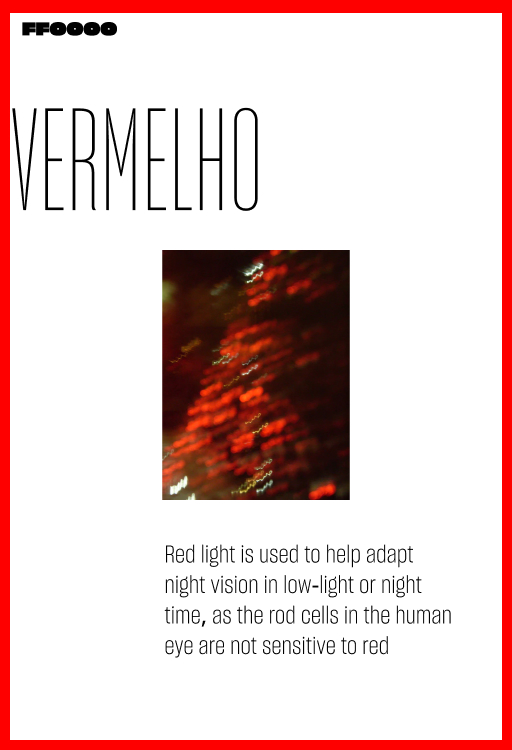 FF0000
VERMELHO
Red light is used to help adapt
night vision in low-light or night
time, as the rod cells in the human
eye are not sensitive to red